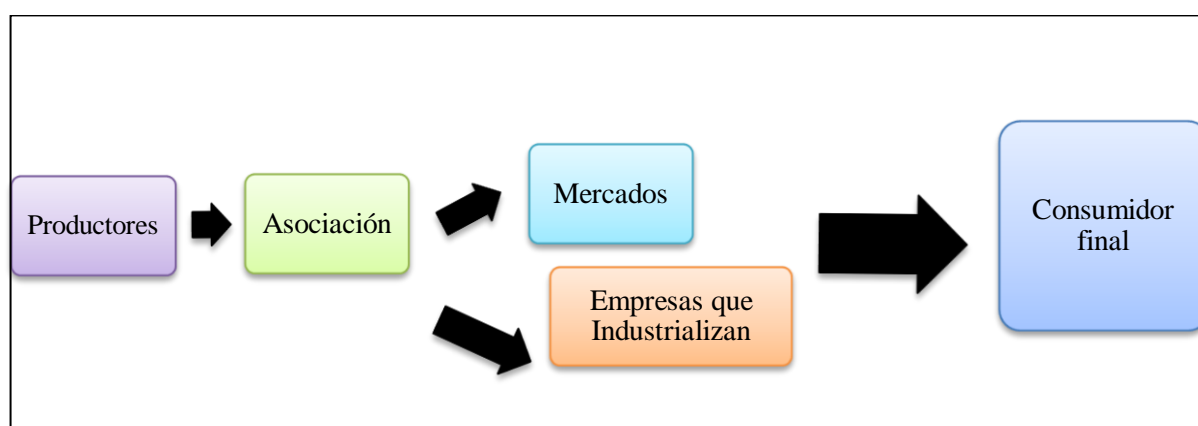 Productores
Asociación
Mercados
Empresas que
Industrializan
Consumidor
final